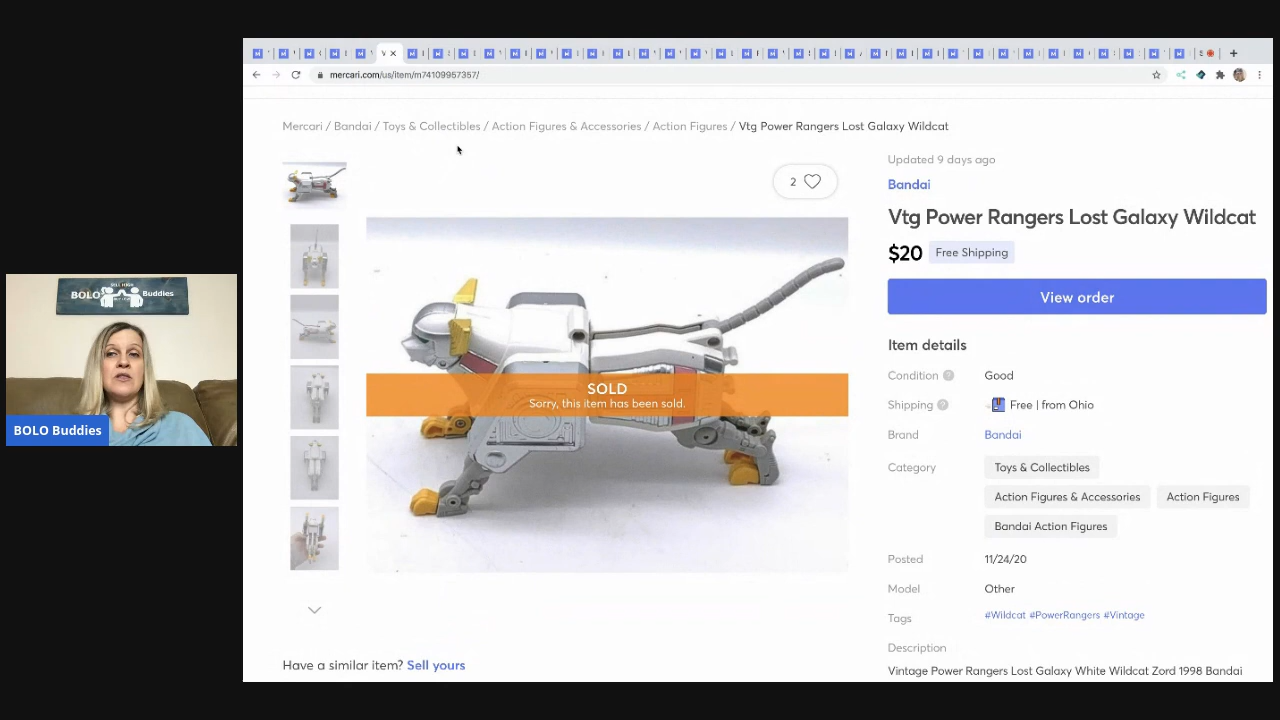 mercari.com/us/item/m74109967357/
Mercari / Bandai / Toys & Collectibles / Action Figures & Accessories / Action Figures / Vtg Power Rangers Lost Galaxy Wildcat
Updated 9 days ago
2
Bandai
Vtg Power Rangers Lost Galaxy Wildcat
$20 Free Shipping
View order
SOLD
Sorry, this item has been sold.
Item details
Condition Good
Shipping Free | from Ohio
Brand Bandai
Category Toys & Collectibles
Action Figures & Accessories Action Figures
Bandai Action Figures
Posted 11/24/20
Model Other
Tags #Wildcat #PowerRangers #Vintage
Description
Vintage Power Rangers Lost Galaxy White Wildcat Zord 1998 Bandai
Have a similar item? Sell yours
BOLO Buddies
BOLO Buddies